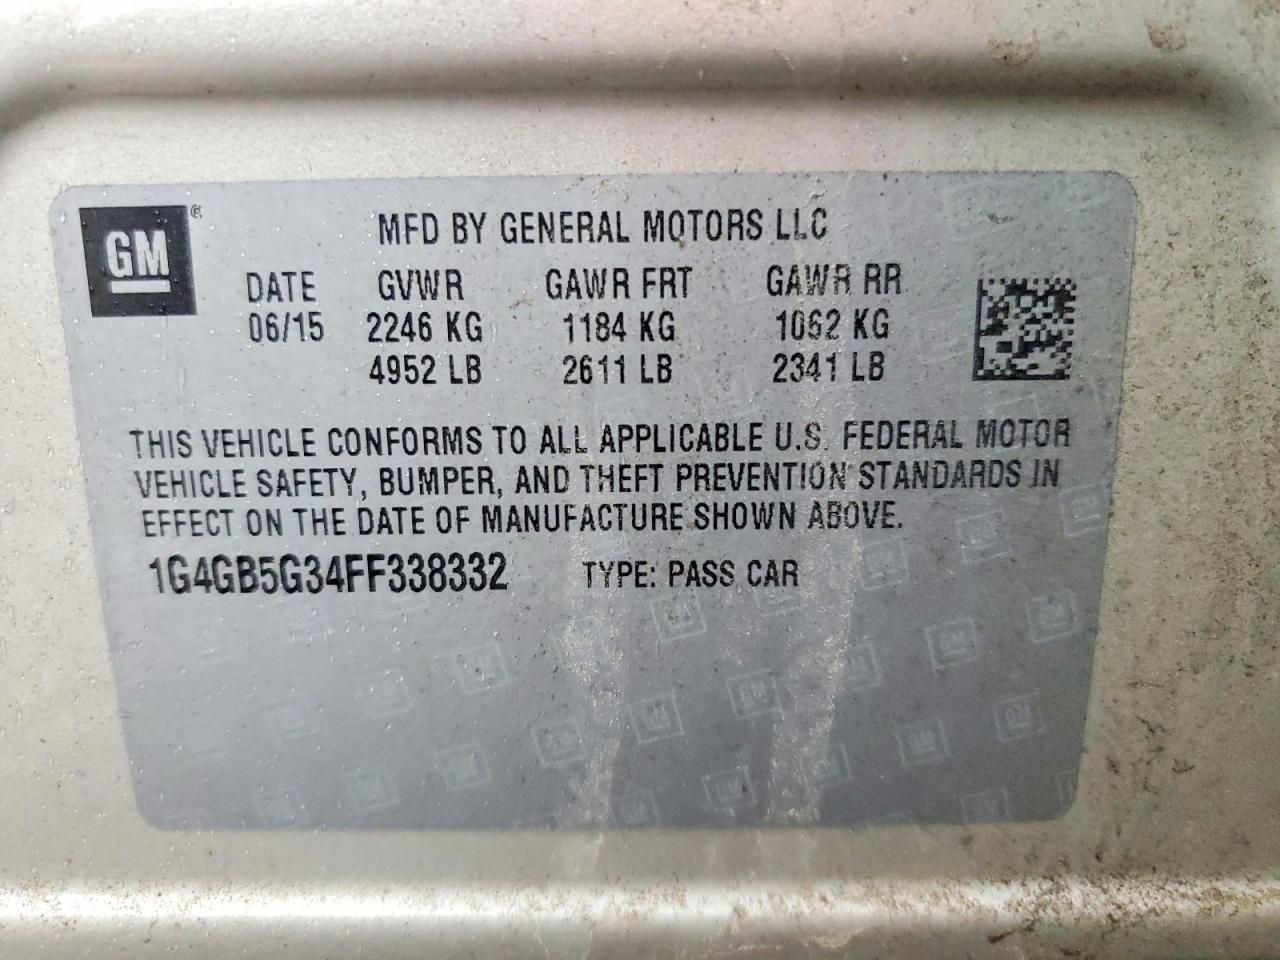 GM®
MFD BY GENERAL MOTORS LLC
DATE GVWR GAWR FRT GAWR RR
06/15 2246 KG 1184 KG 1062 KG
4952 LB 2611 LB 2341 LB
THIS VEHICLE CONFORMS TO ALL APPLICABLE U.S. FEDERAL MOTOR
VEHICLE SAFETY, BUMPER, AND THEFT PREVENTION STANDARDS IN
EFFECT ON THE DATE OF MANUFACTURE SHOWN ABOVE.
1G4GB5G34FF338332 TYPE: PASS CAR